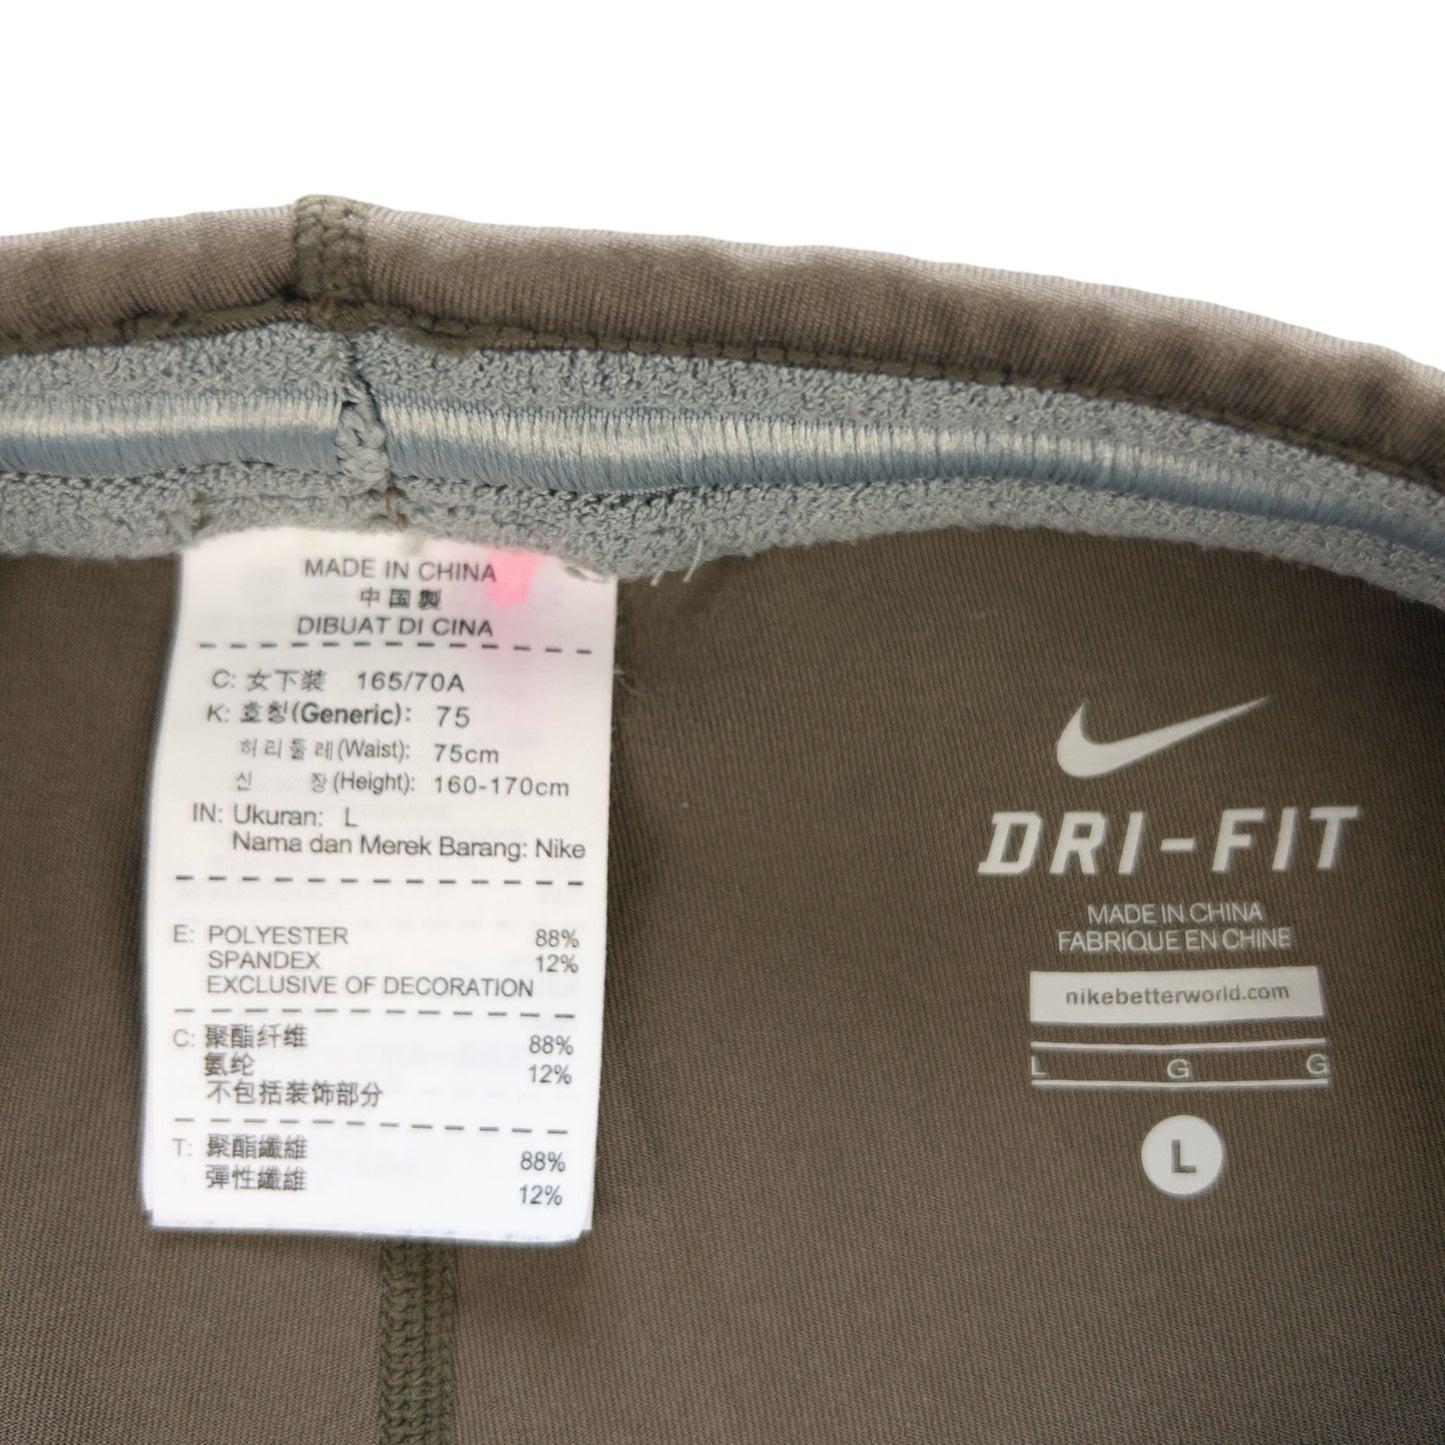 MADE IN CHINA
中国製
DIBUAT DI CINA
C: 女下裝 165/70A
K: 호칭(Generic): 75
허리둘레(Waist): 75cm
신 장(Height): 160-170cm
IN: Ukuran: L
Nama dan Merek Barang: Nike
E: POLYESTER 88%
SPANDEX 12%
EXCLUSIVE OF DECORATION
C: 聚酯纤维 88%
氨纶 12%
不包括装饰部分
T: 聚酯纖維 88%
彈性纖維 12%
DRI-FIT
MADE IN CHINA
FABRIQUE EN CHINE
nikebetterworld.com
L G G
L